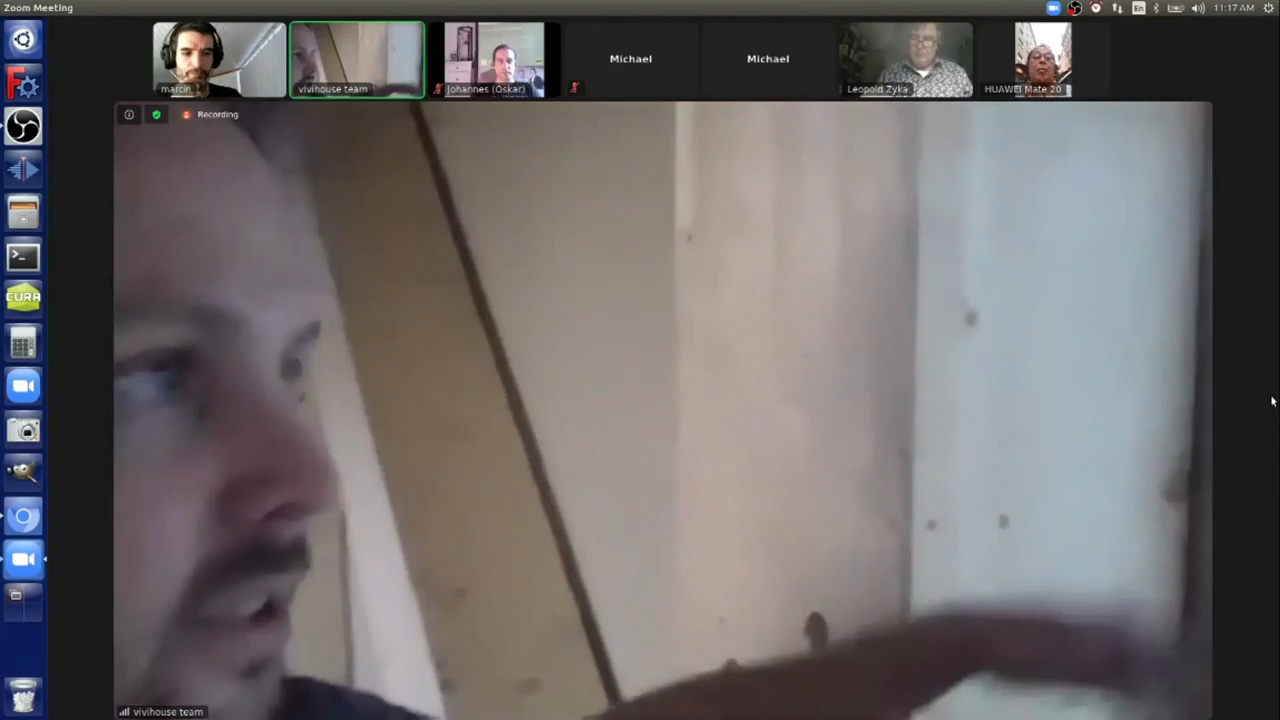 Zoom Meeting
En
11:17 AM
marcin
vivihouse team
Johannes (Oskar)
Michael
Michael
Leopold Zyka
HUAWEI Mate 20
Recording
CURA
vivihouse team